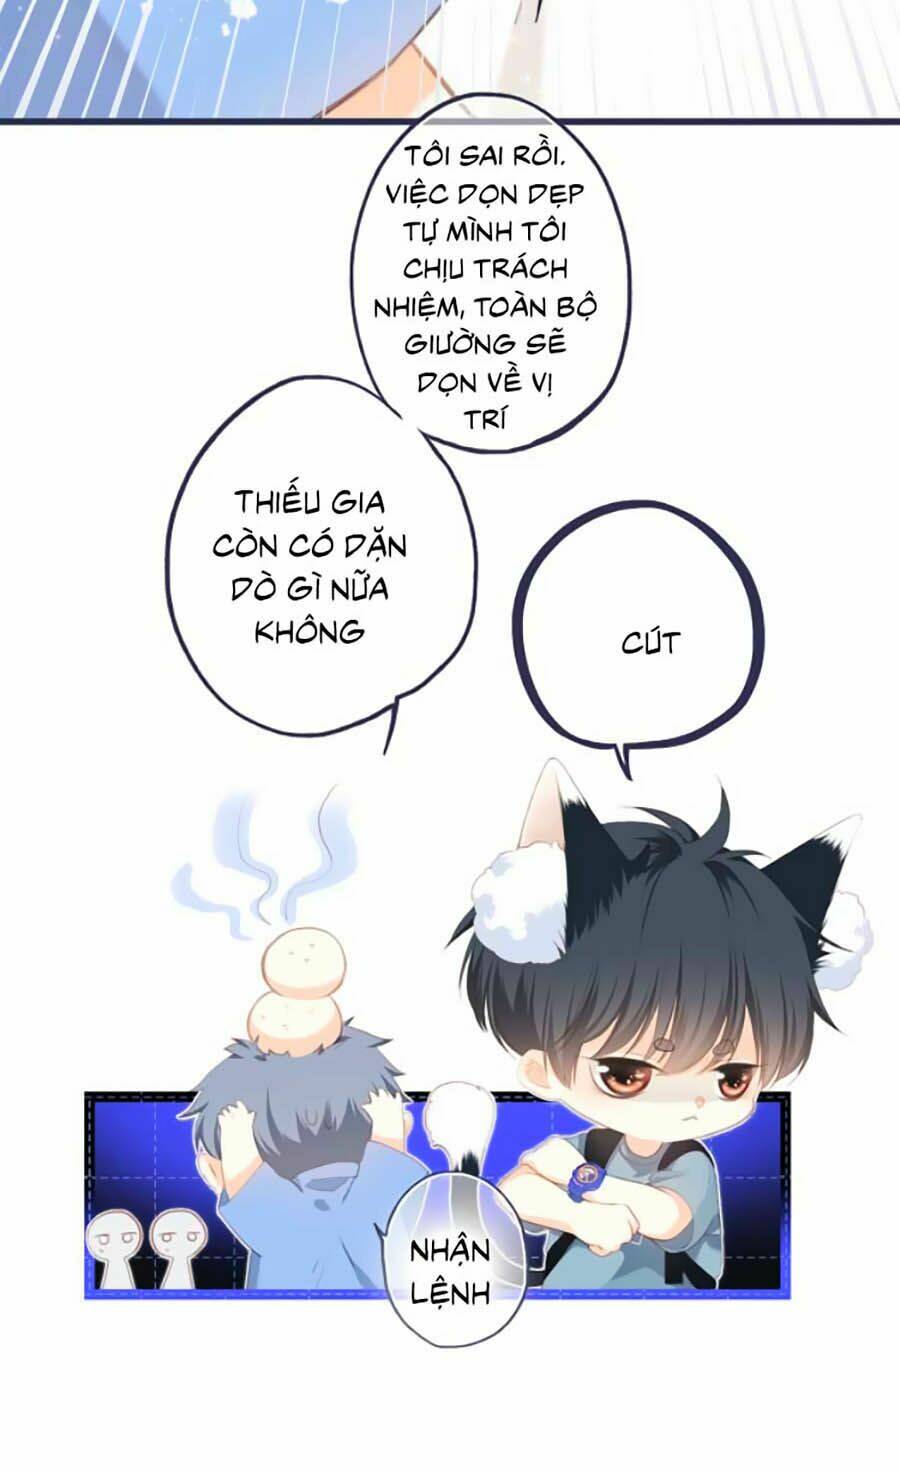 TÔI SAI RỒI.
VIỆC DỌN DẸP
TỰ MÌNH TÔI
CHỊU TRÁCH
NHIỆM, TOÀN BỘ
GIƯỜNG SẼ
DỌN VỀ VỊ
TRÍ
THIẾU GIA
CÒN CÓ DẶN
DÒ GÌ NỮA
KHÔNG
CÚT
NHẬN
LỆNH